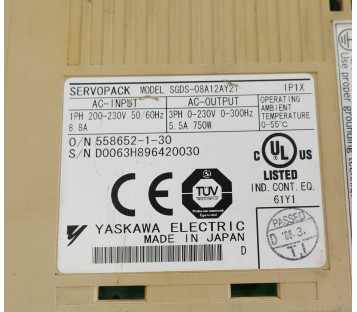 SERVOPACK MODEL SGDS-08A12AY27 IP1X
AC-INPUT AC-OUTPUT OPERATING
AMBIENT
TEMPERATURE
0-55°C
1PH 200-230V 50/60Hz 3PH 0-230V 0-300Hz
8.8A 5.5A 750W
O/N 558652-1-30
S/N D0063H896420030
C UL US
LISTED
IND. CONT. EQ.
61Y1
CE
TÜV
YASKAWA ELECTRIC
MADE IN JAPAN D
PASSED
D '06.3.
T.I
Use proper grounding